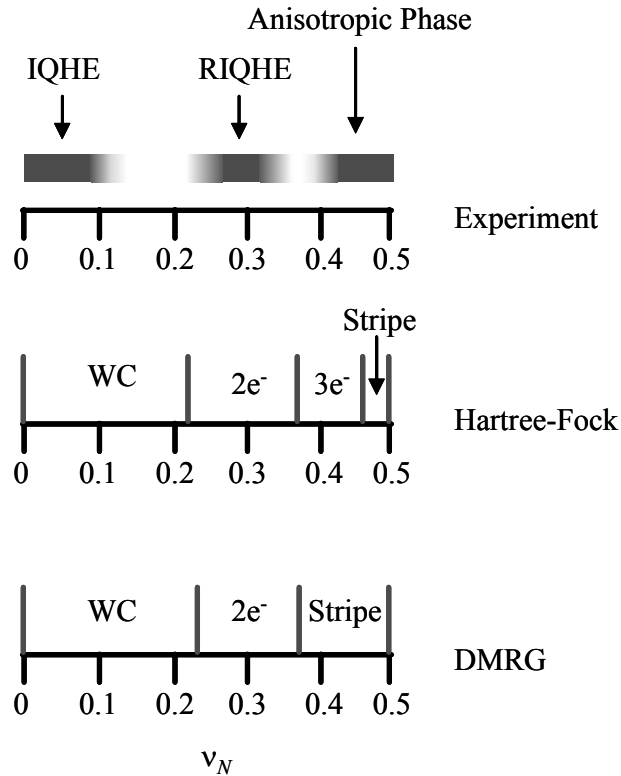 Anisotropic Phase
IQHE
RIQHE
0 0.1 0.2 0.3 0.4 0.5
Experiment
Stripe
WC 2e⁻ 3e⁻
0 0.1 0.2 0.3 0.4 0.5
Hartree-Fock
WC 2e⁻ Stripe
0 0.1 0.2 0.3 0.4 0.5
DMRG
ν_N